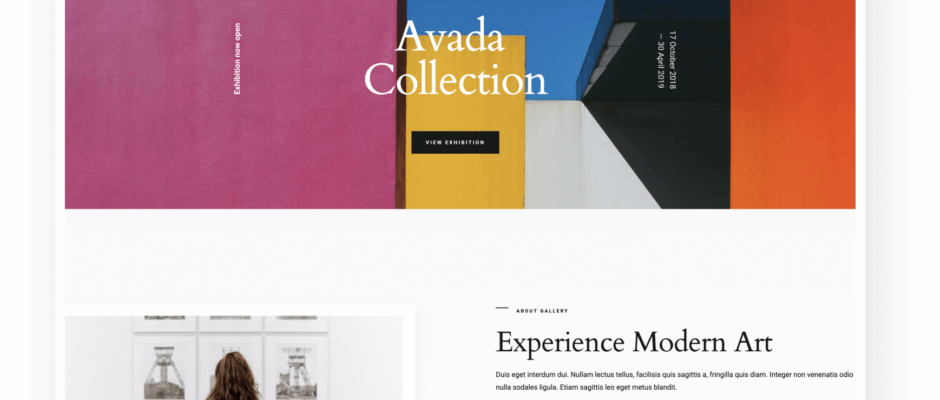 Exhibition now open
Avada
Collection
17 October 2018
– 30 April 2019
VIEW EXHIBITION
ABOUT GALLERY
Experience Modern Art
Duis eget interdum dui. Nullam lectus tellus, facilisis quis sagittis a, fringilla quis diam. Integer non venenatis odio
nulla sodales ligula. Etiam sagittis leo eget metus blandit.